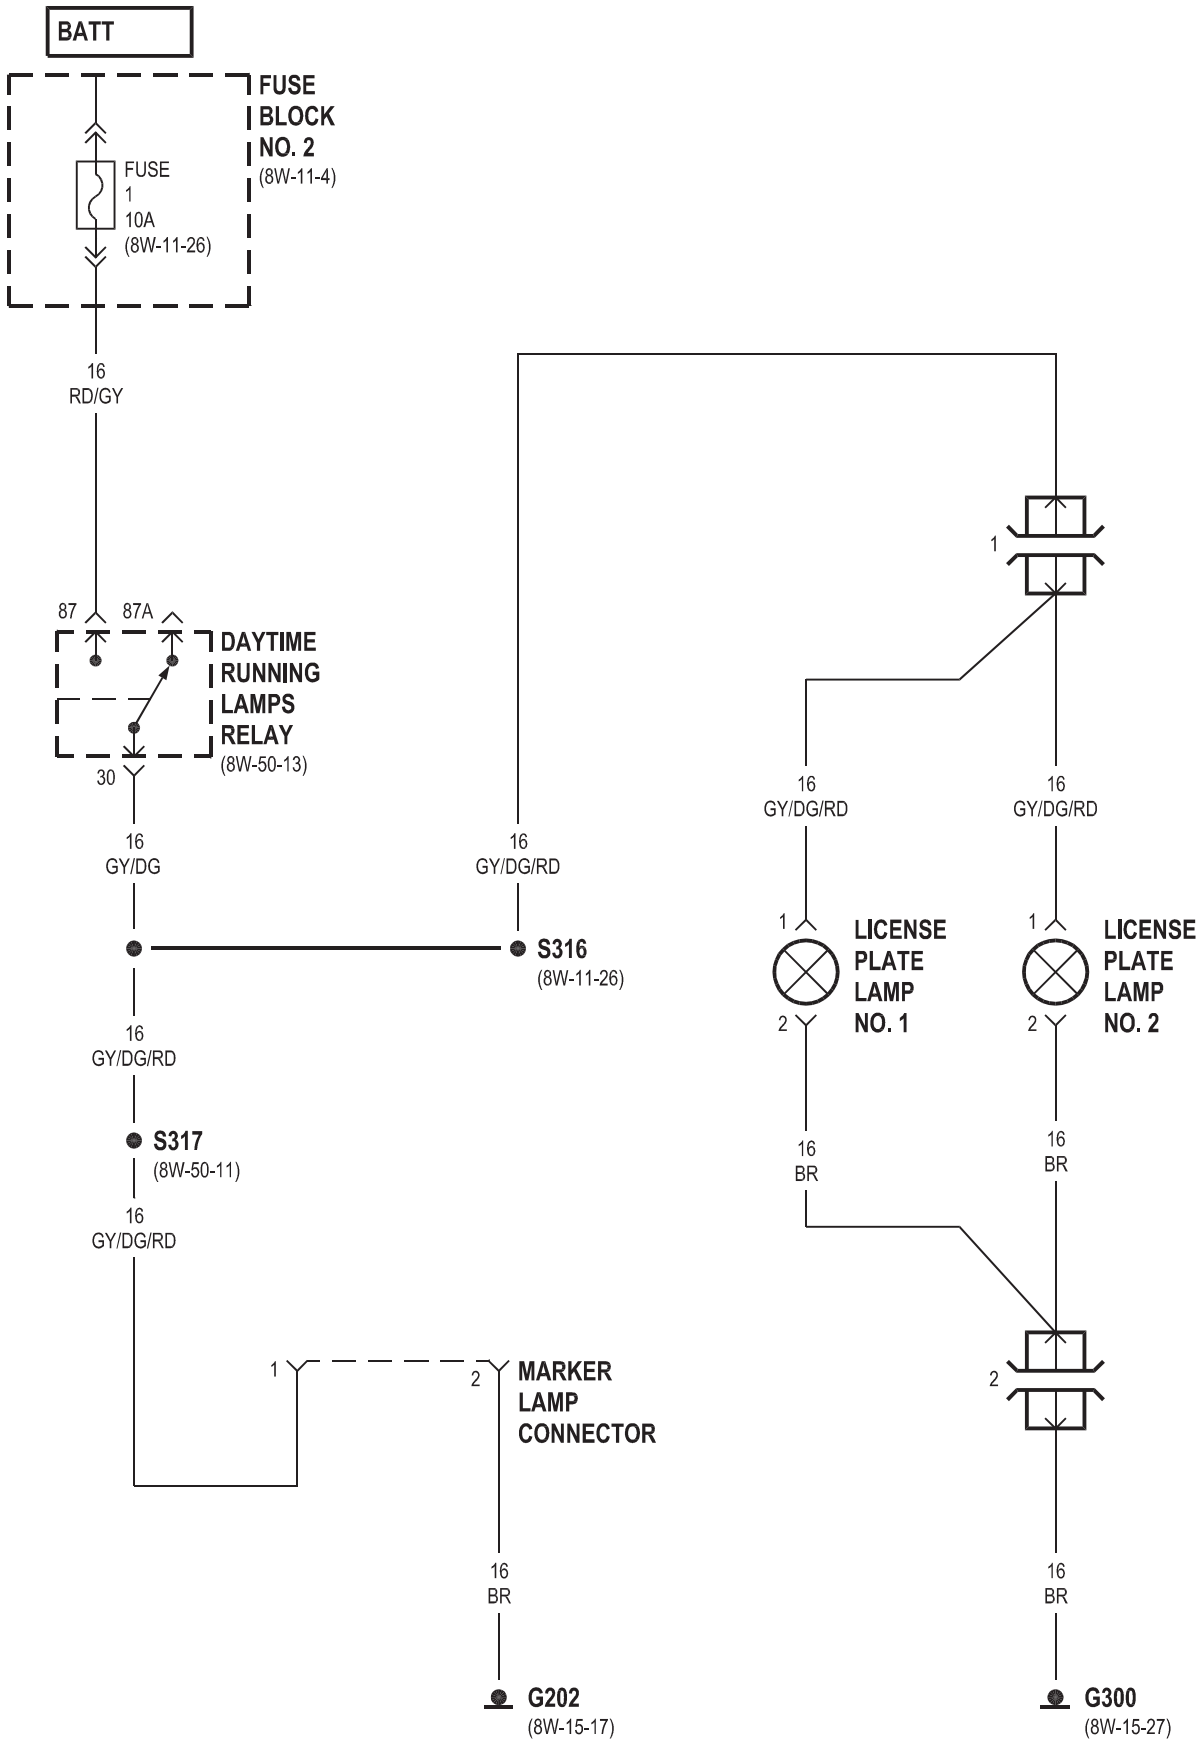 BATT
FUSE
BLOCK
NO. 2
(8W-11-4)
FUSE
1
10A
(8W-11-26)
16
RD/GY
87
87A
DAYTIME
RUNNING
LAMPS
RELAY
(8W-50-13)
30
16
GY/DG
16
GY/DG/RD
S316
(8W-11-26)
16
GY/DG/RD
S317
(8W-50-11)
16
GY/DG/RD
1
2
MARKER
LAMP
CONNECTOR
16
BR
G202
(8W-15-17)
1
16
GY/DG/RD
16
GY/DG/RD
1
LICENSE
PLATE
LAMP
NO. 1
2
1
LICENSE
PLATE
LAMP
NO. 2
2
16
BR
16
BR
2
16
BR
G300
(8W-15-27)